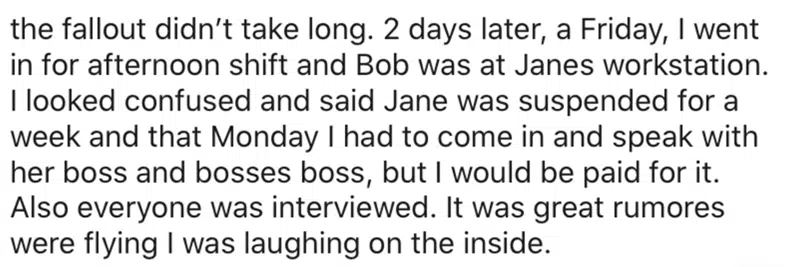 the fallout didn’t take long. 2 days later, a Friday, I went
in for afternoon shift and Bob was at Janes workstation.
I looked confused and said Jane was suspended for a
week and that Monday I had to come in and speak with
her boss and bosses boss, but I would be paid for it.
Also everyone was interviewed. It was great rumores
were flying I was laughing on the inside.